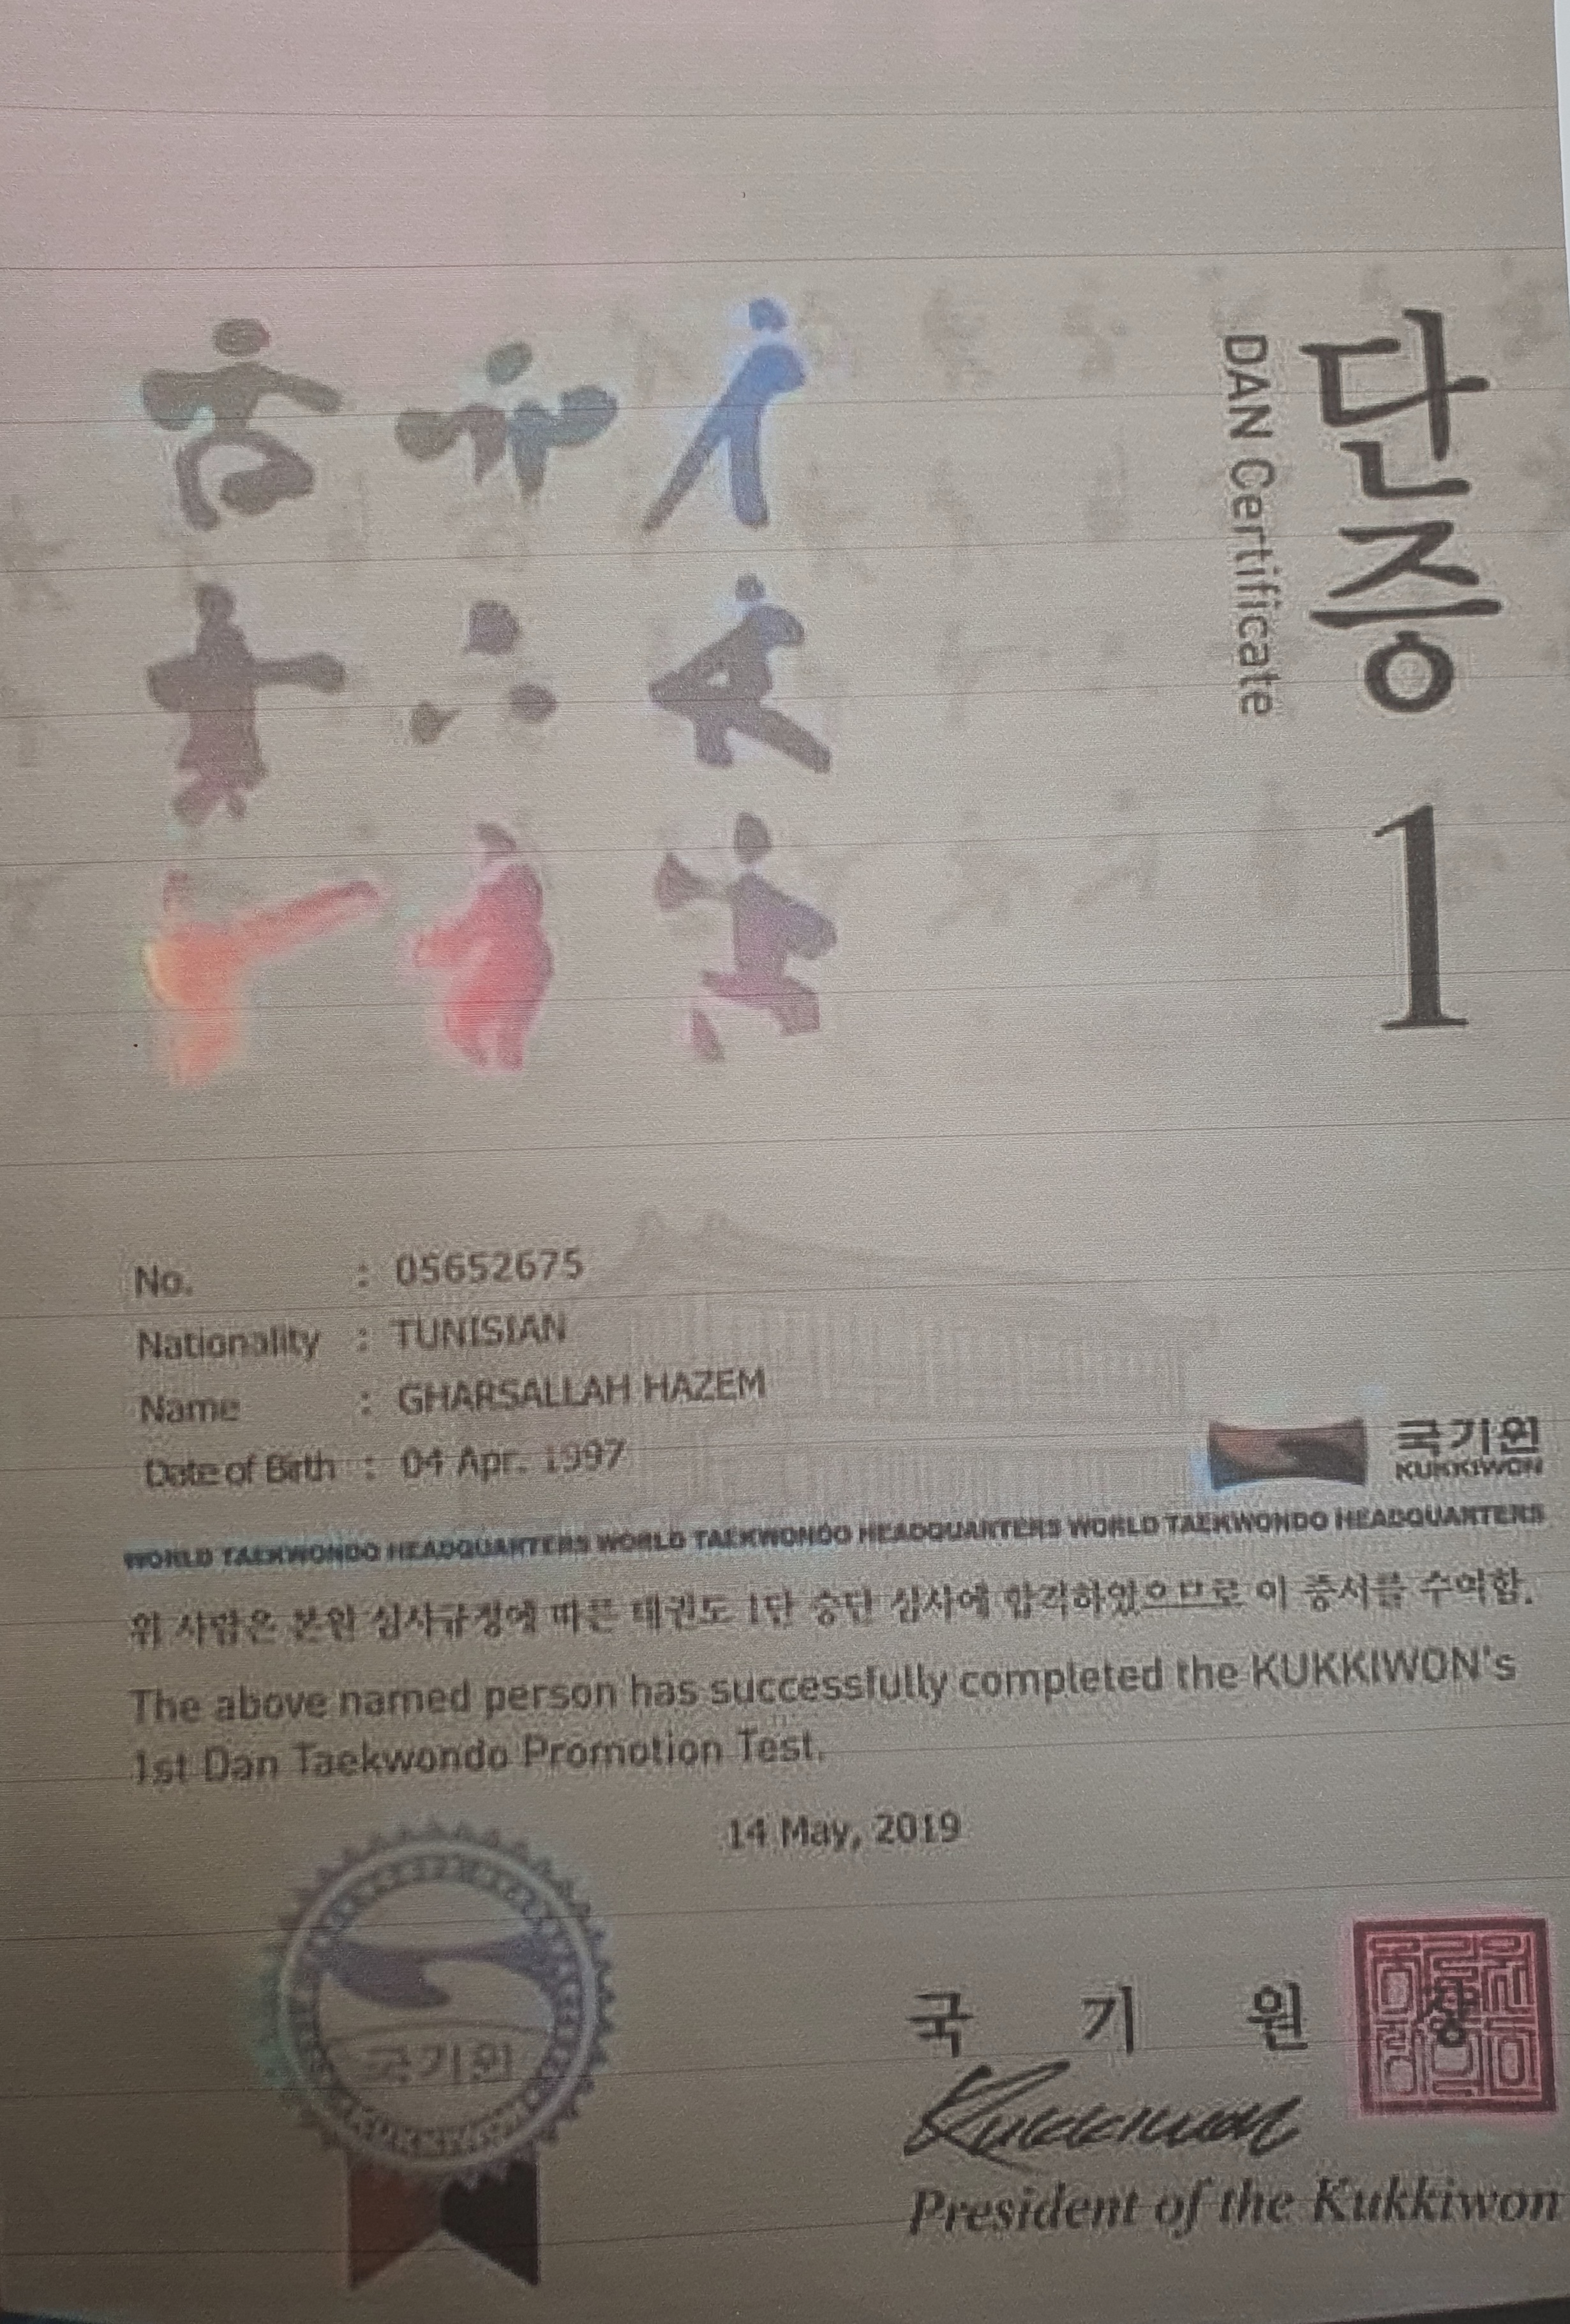 단증 1
DAN Certificate
No. : 05652675
Nationality : TUNISIAN
Name : GHARSALLAH HAZEM
Date of Birth : 04 Apr. 1997
국기원
KUKKIWON
WORLD TAEKWONDO HEADQUARTERS WORLD TAEKWONDO HEADQUARTERS WORLD TAEKWONDO HEADQUARTERS
위 사람은 본원 심사규정에 따른 태권도 1단 승단 심사에 합격하였으므로 이 증서를 수여함.
The above named person has successfully completed the KUKKIWON's
1st Dan Taekwondo Promotion Test.
14 May, 2019
국기원
KUKKIWON
국 기 원 장
Kukkiwon
President of the Kukkiwon